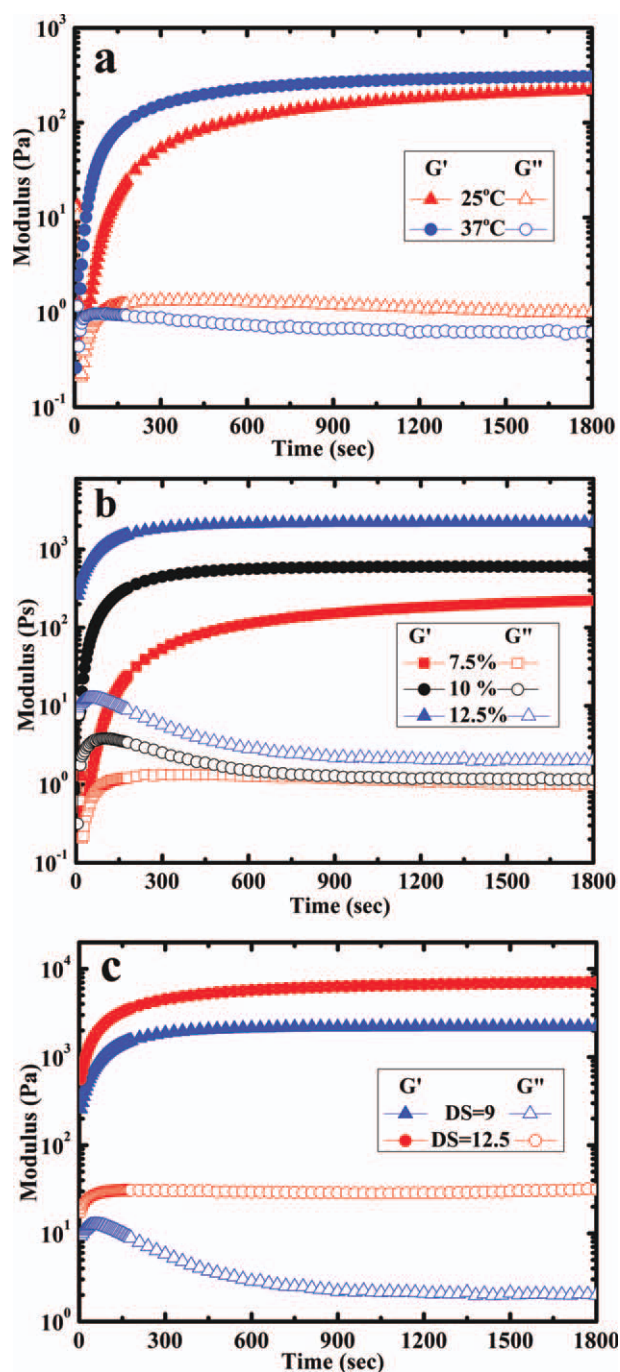 a
10³
10²
10¹
10⁰
10⁻¹
Modulus (Pa)
G' G"
25°C
37°C
0 300 600 900 1200 1500 1800
Time (sec)
b
10³
10²
10¹
10⁰
10⁻¹
Modulus (Ps)
G' G"
7.5%
10 %
12.5%
0 300 600 900 1200 1500 1800
Time (sec)
c
10⁴
10³
10²
10¹
10⁰
Modulus (Pa)
G' G"
DS=9
DS=12.5
0 300 600 900 1200 1500 1800
Time (sec)